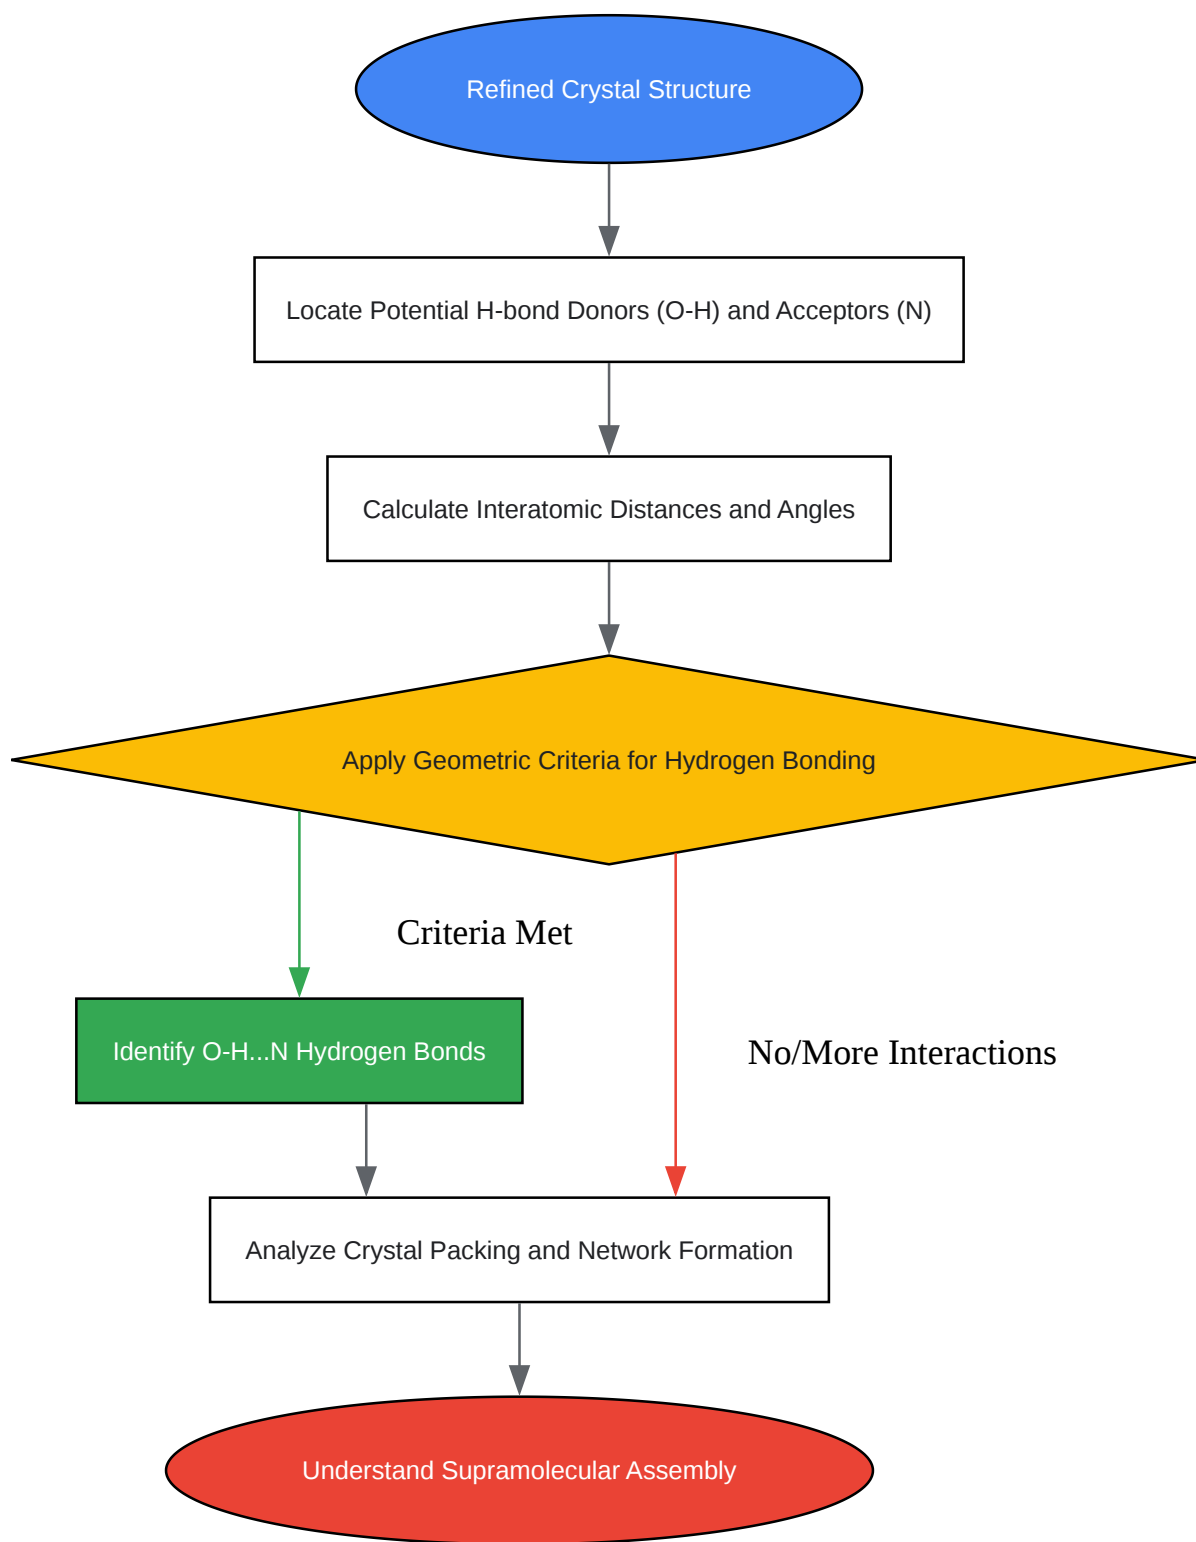 Refined Crystal Structure
Locate Potential H-bond Donors (O-H) and Acceptors (N)
Calculate Interatomic Distances and Angles
Apply Geometric Criteria for Hydrogen Bonding
Criteria Met
Identify O-H...N Hydrogen Bonds
No/More Interactions
Analyze Crystal Packing and Network Formation
Understand Supramolecular Assembly